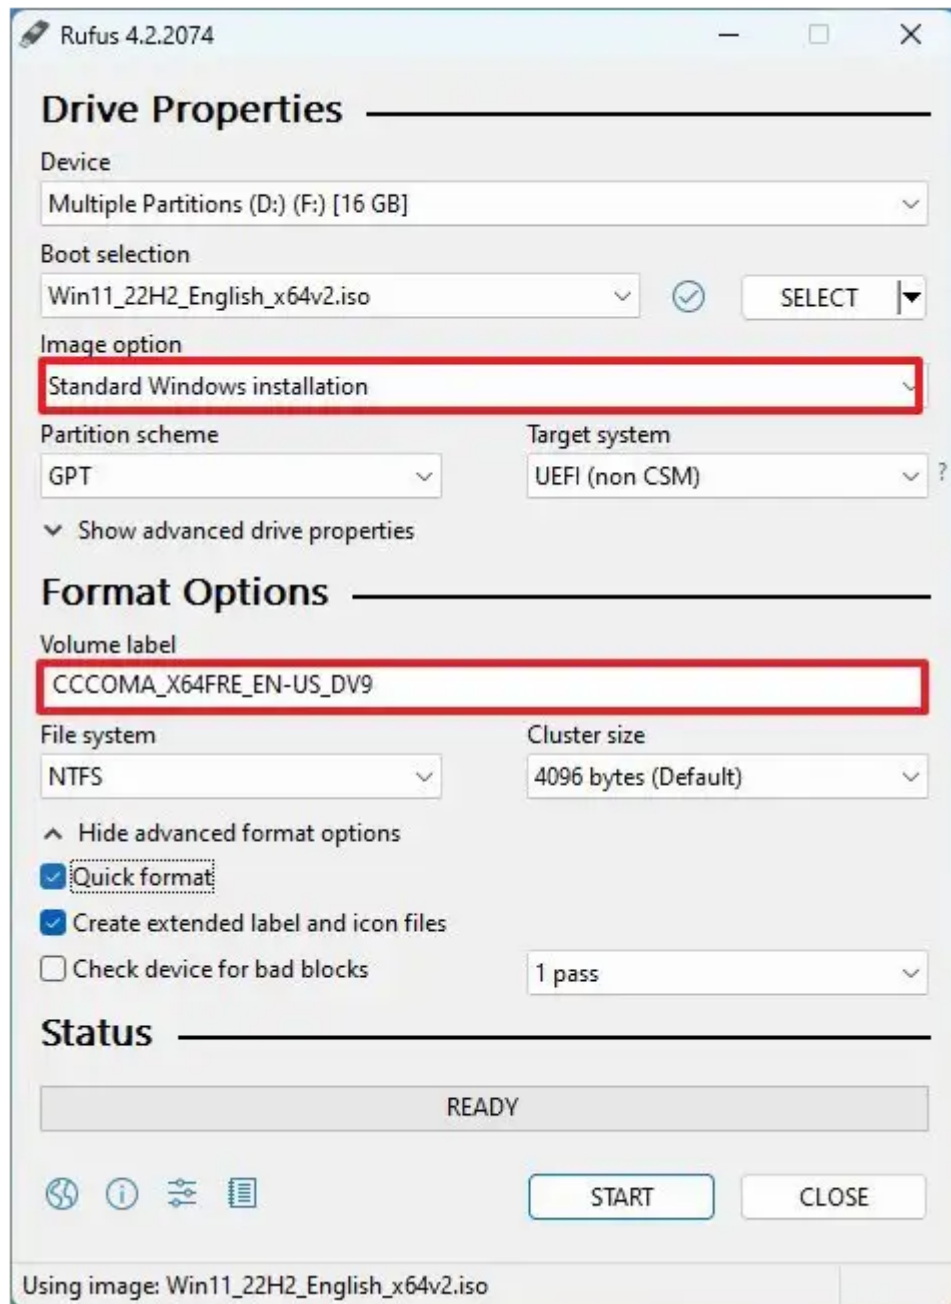 Rufus 4.2.2074
Drive Properties
Device
Multiple Partitions (D:) (F:) [16 GB]
Boot selection
Win11_22H2_English_x64v2.iso
SELECT
Image option
Standard Windows installation
Partition scheme
Target system
GPT
UEFI (non CSM)
?
Show advanced drive properties
Format Options
Volume label
CCCOMA_X64FRE_EN-US_DV9
File system
Cluster size
NTFS
4096 bytes (Default)
Hide advanced format options
Quick format
Create extended label and icon files
Check device for bad blocks
1 pass
Status
READY
START
CLOSE
Using image: Win11_22H2_English_x64v2.iso